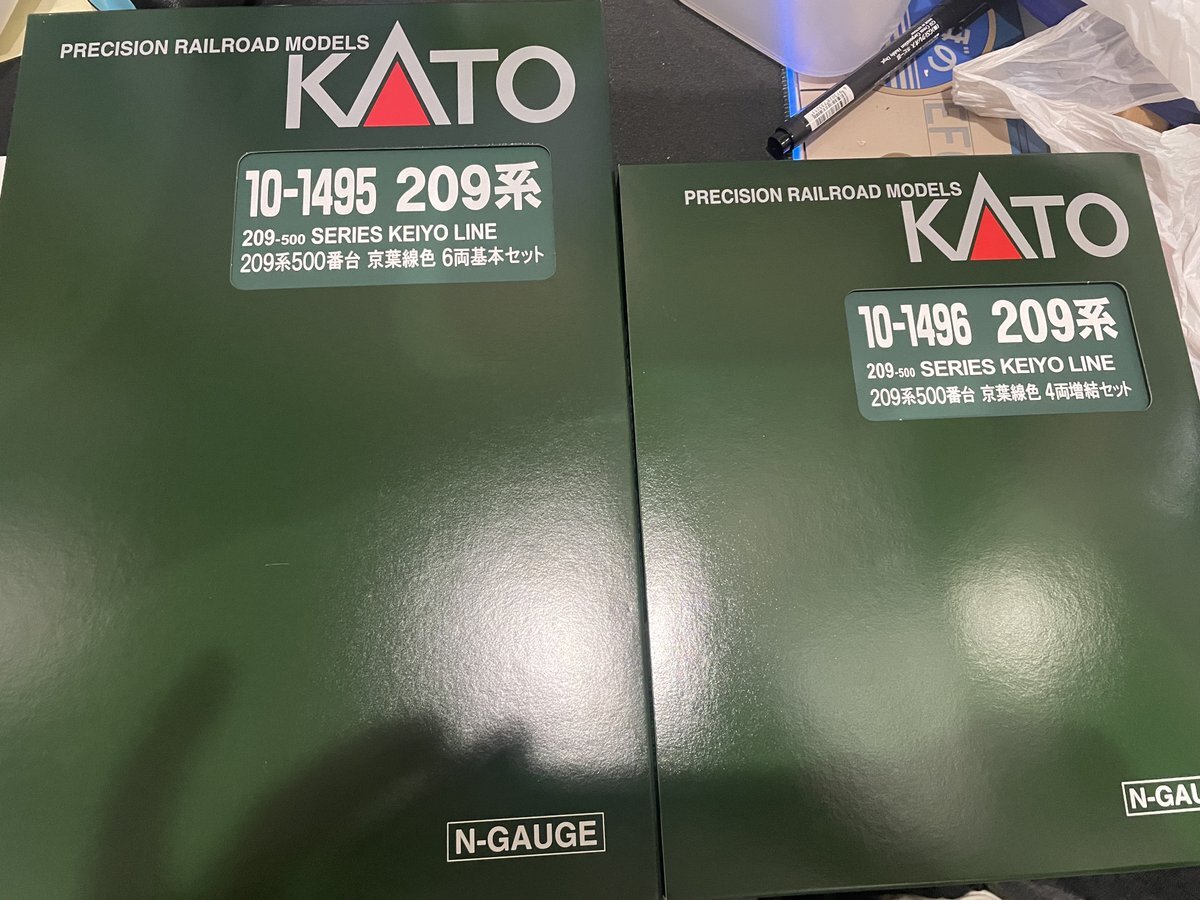 PRECISION RAILROAD MODELS
KATO
10-1495 209系
209-500 SERIES KEIYO LINE
209系500番台 京葉線色 6両基本セット
N-GAUGE
PRECISION RAILROAD MODELS
KATO
10-1496 209系
209-500 SERIES KEIYO LINE
209系500番台 京葉線色 4両増結セット
N-GAU